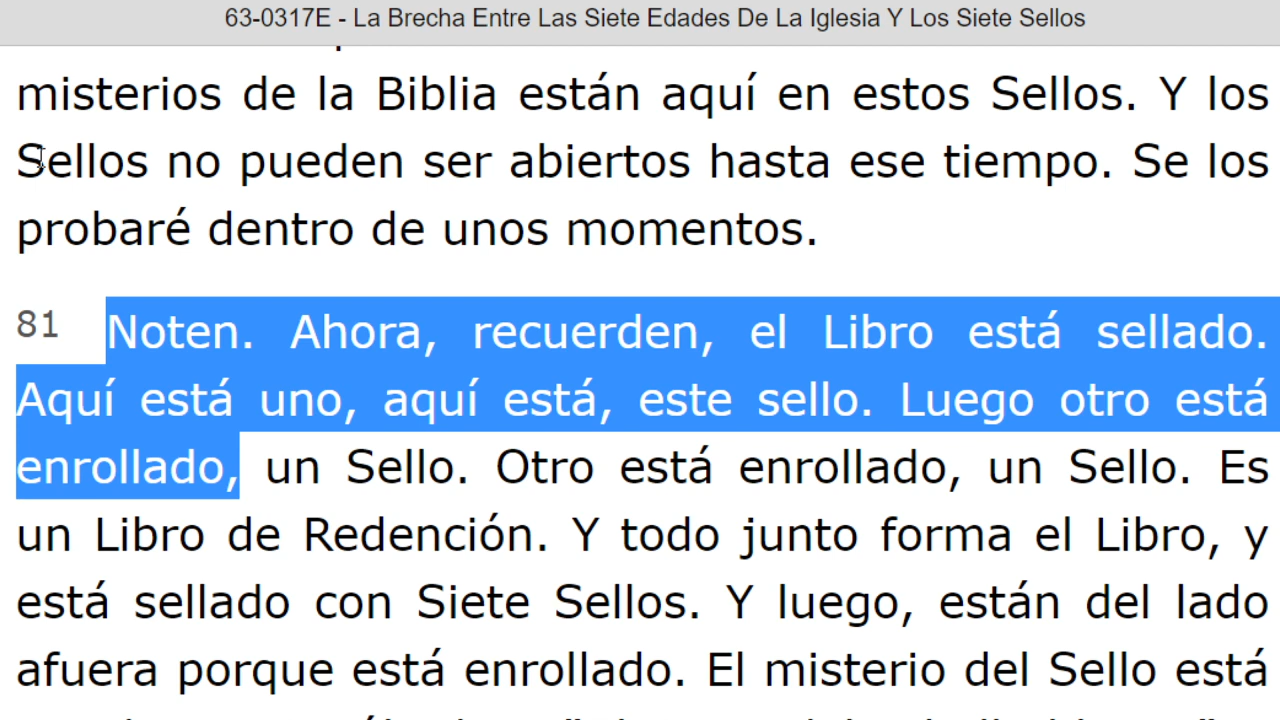 63-0317E - La Brecha Entre Las Siete Edades De La Iglesia Y Los Siete Sellos
misterios de la Biblia están aquí en estos Sellos. Y los
Sellos no pueden ser abiertos hasta ese tiempo. Se los
probaré dentro de unos momentos.
81 Noten. Ahora, recuerden, el Libro está sellado.
Aquí está uno, aquí está, este sello. Luego otro está
enrollado, un Sello. Otro está enrollado, un Sello. Es
un Libro de Redención. Y todo junto forma el Libro, y
está sellado con Siete Sellos. Y luego, están del lado
afuera porque está enrollado. El misterio del Sello está